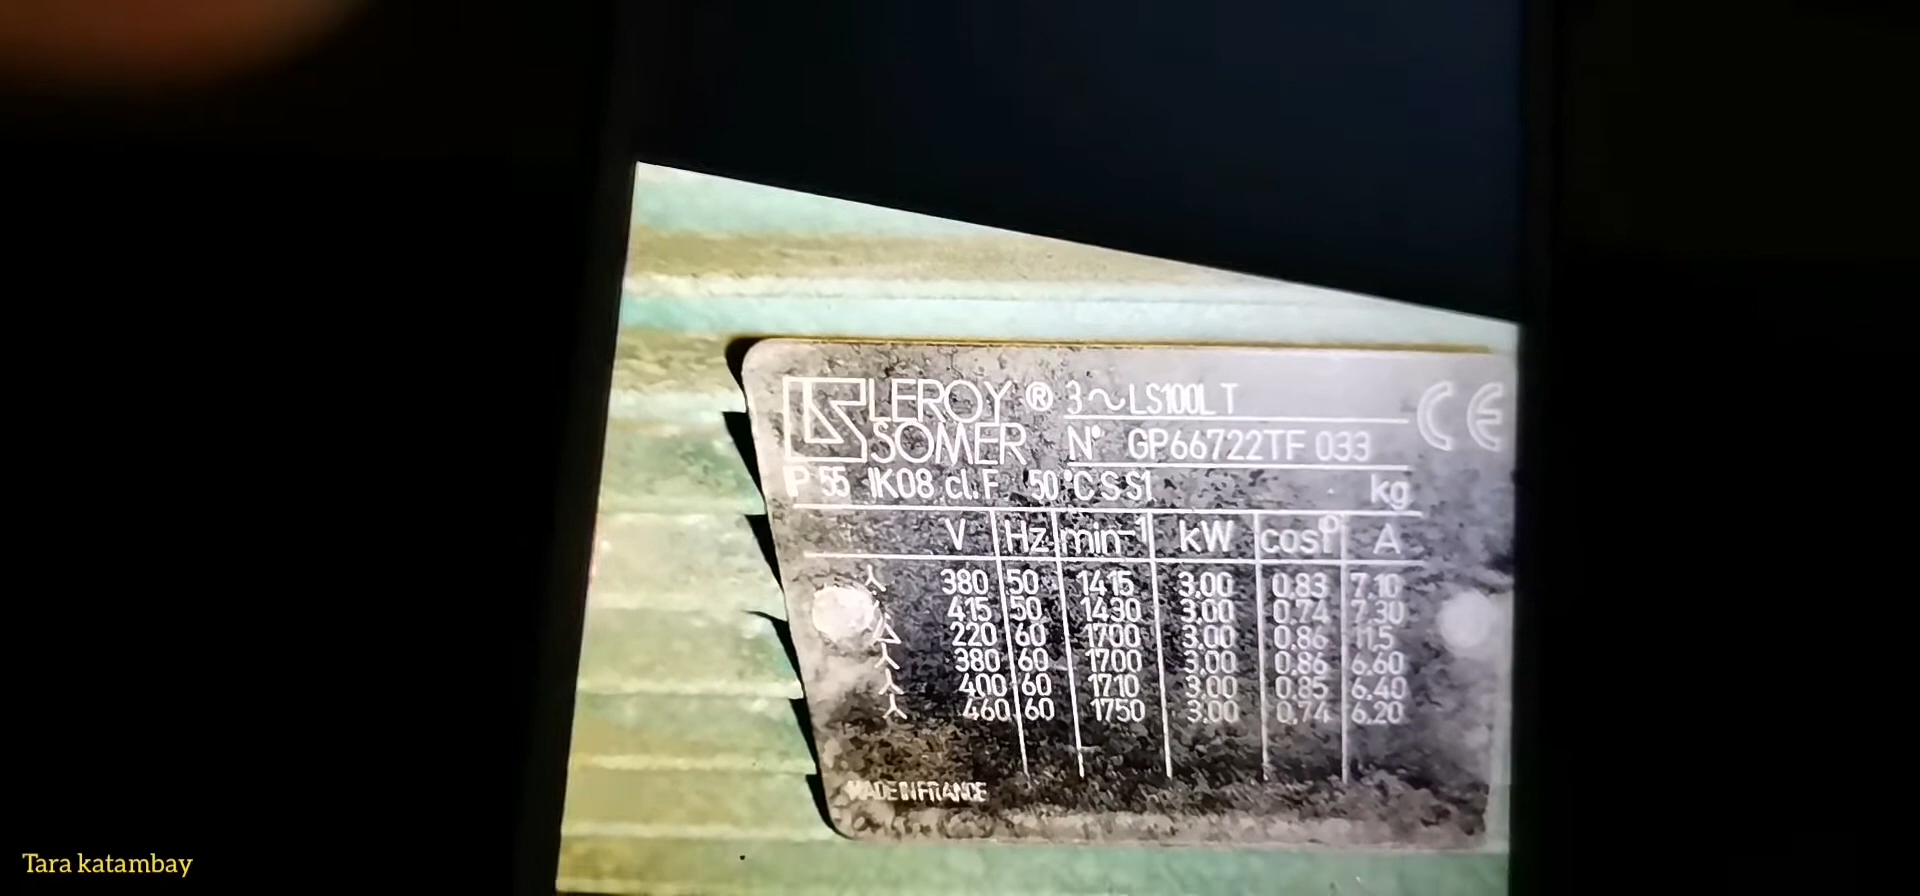 LEROY ® 3~LS100L T
SOMER N° GP66722TF 033
CE
IP 55 IK08 cl.F 50°C S S1 kg
V Hz min-1 kW cosφ A
380 50 1415 3,00 0,83 7,10
415 50 1430 3,00 0,74 7,30
Δ 220 60 1700 3,00 0,86 11,5
380 60 1700 3,00 0,86 6,60
400 60 1710 3,00 0,85 6,40
460 60 1750 3,00 0,74 6,20
MADE IN FRANCE
Tara katambay